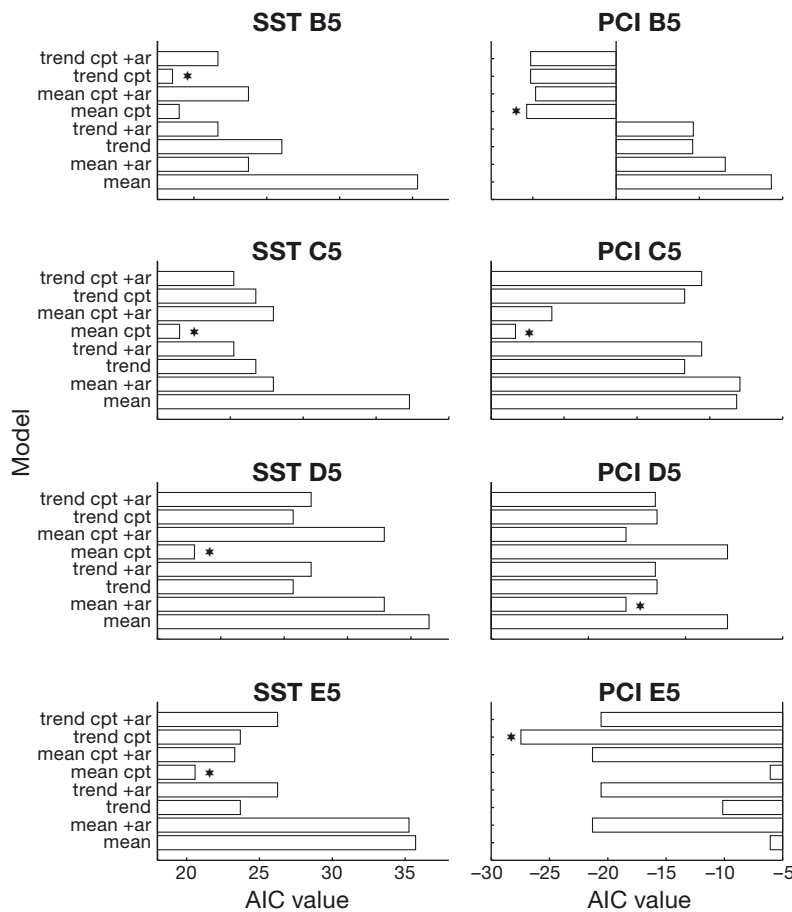 SST B5
PCI B5
trend cpt +ar
trend cpt
mean cpt +ar
mean cpt
trend +ar
trend
mean +ar
mean
SST C5
PCI C5
trend cpt +ar
trend cpt
mean cpt +ar
mean cpt
trend +ar
trend
mean +ar
mean
Model
SST D5
PCI D5
trend cpt +ar
trend cpt
mean cpt +ar
mean cpt
trend +ar
trend
mean +ar
mean
SST E5
PCI E5
trend cpt +ar
trend cpt
mean cpt +ar
mean cpt
trend +ar
trend
mean +ar
mean
20 25 30 35
−30 −25 −20 −15 −10 −5
AIC value
AIC value